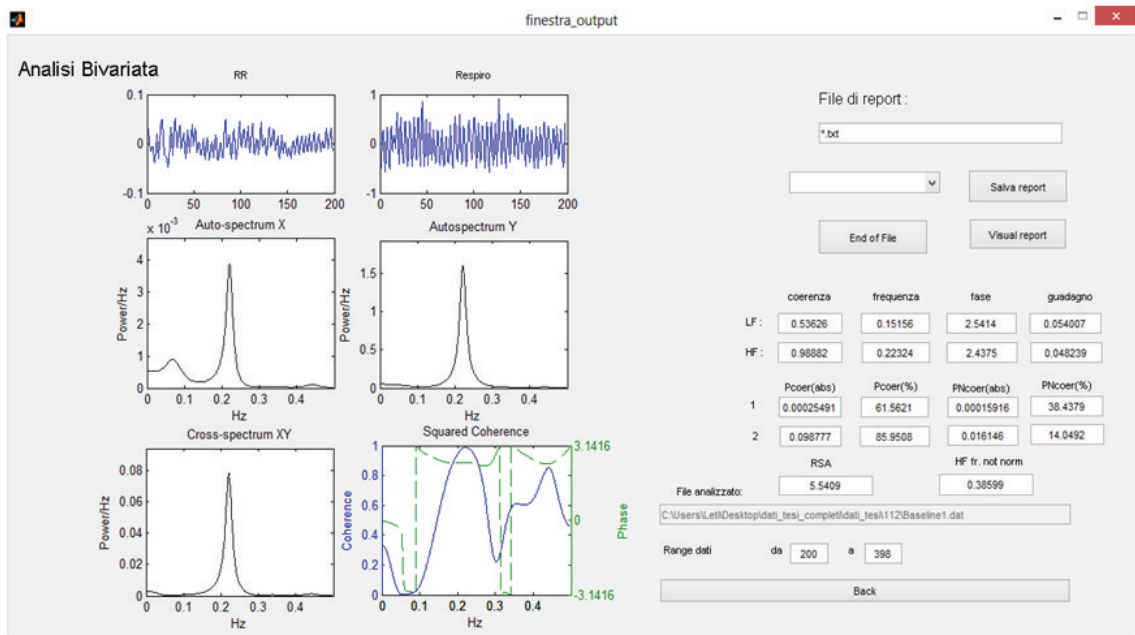 finestra_output
Analisi Bivariata
RR
0.1
0
-0.1
0 50 100 150 200
Respiro
1
0
-1
0 50 100 150 200
x 10^-3
Auto-spectrum X
Power/Hz
4
3
2
1
0
0 0.1 0.2 0.3 0.4
Hz
Autospectrum Y
Power/Hz
1.5
1
0.5
0
0 0.1 0.2 0.3 0.4
Hz
Cross-spectrum XY
Power/Hz
0.08
0.06
0.04
0.02
0
0 0.1 0.2 0.3 0.4
Hz
Squared Coherence
Coherence
1
0.8
0.6
0.4
0.2
0
0 0.1 0.2 0.3 0.4
Hz
3.1416
0
-3.1416
Phase
File di report :
*.txt
Salva report
End of File
Visual report
coerenza frequenza fase guadagno
LF : 0.53626 0.15156 2.5414 0.054007
HF : 0.98882 0.22324 2.4375 0.048239
Pcoer(abs) Pcoer(%) PNcoer(abs) PNcoer(%)
1 0.00025491 61.5621 0.00015916 38.4379
2 0.098777 85.9508 0.016146 14.0492
RSA HF fr. not norm
5.5409 0.38599
File analizzato:
C:\Users\Leti\Desktop\dati_tesi_completi\dati_tesi\112\Baseline1.dat
Range dati da 200 a 398
Back